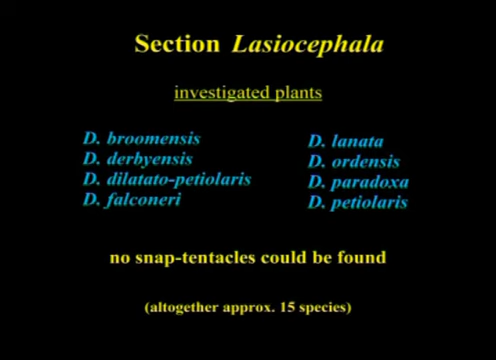 Section Lasiocephala
investigated plants
D. broomensis
D. derbyensis
D. dilatato-petiolaris
D. falconeri
D. lanata
D. ordensis
D. paradoxa
D. petiolaris
no snap-tentacles could be found
(altogether approx. 15 species)